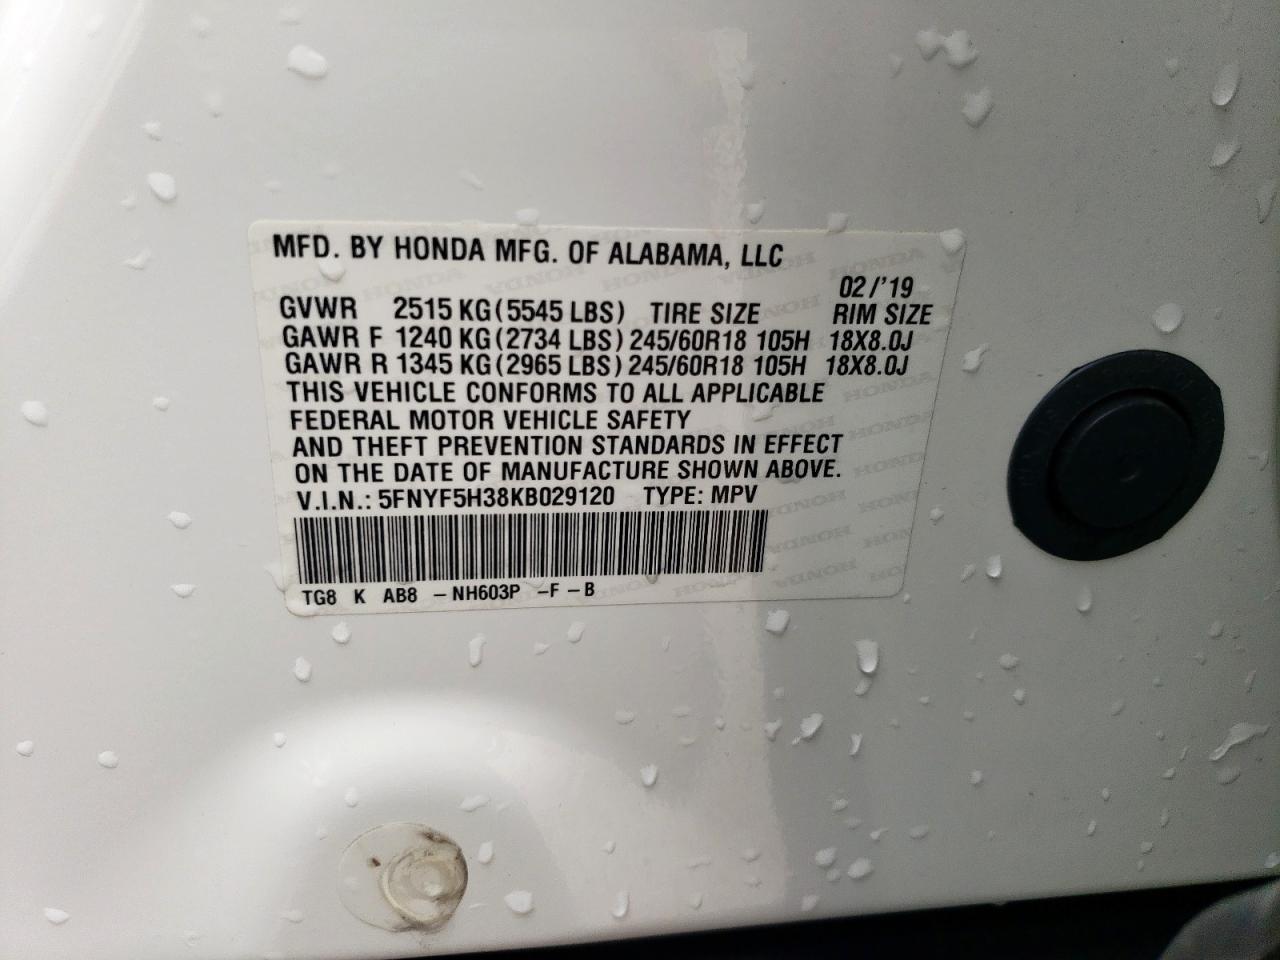 MFD. BY HONDA MFG. OF ALABAMA, LLC
02/'19
GVWR 2515 KG(5545 LBS) TIRE SIZE RIM SIZE
GAWR F 1240 KG(2734 LBS) 245/60R18 105H 18X8.0J
GAWR R 1345 KG(2965 LBS) 245/60R18 105H 18X8.0J
THIS VEHICLE CONFORMS TO ALL APPLICABLE
FEDERAL MOTOR VEHICLE SAFETY
AND THEFT PREVENTION STANDARDS IN EFFECT
ON THE DATE OF MANUFACTURE SHOWN ABOVE.
V.I.N.: 5FNYF5H38KB029120 TYPE: MPV
TG8 K AB8 -NH603P -F -B